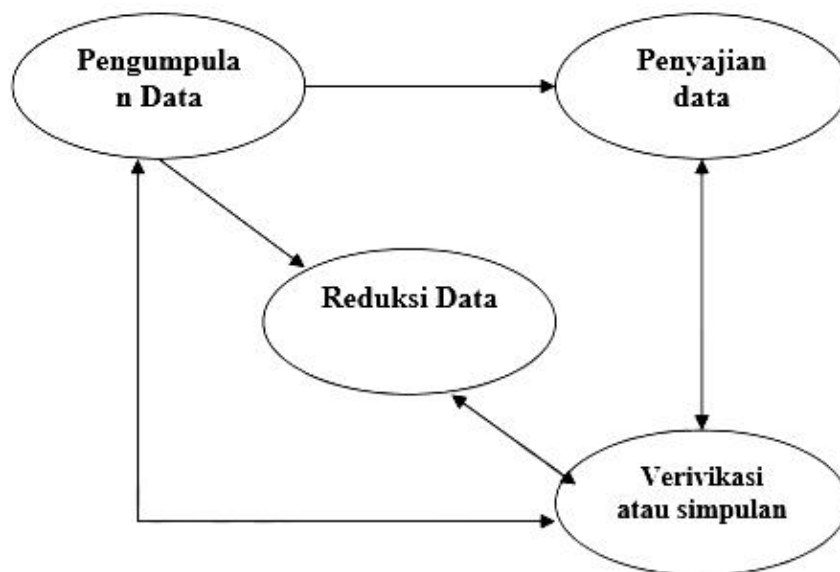 Pengumpula
n Data
Penyajian
data
Reduksi Data
Verivikasi
atau simpulan